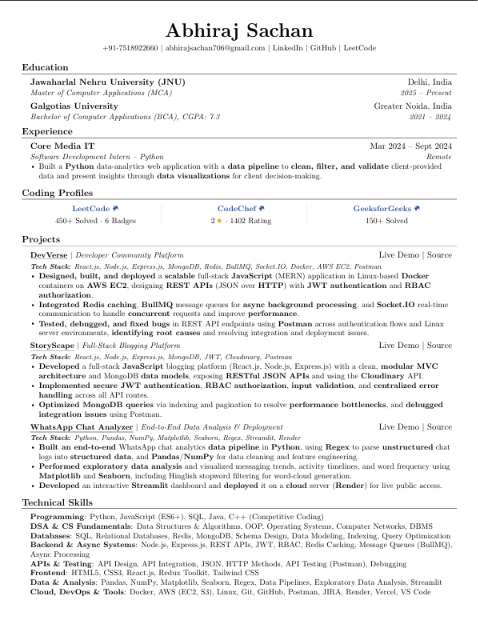 Abhiraj Sachan
+91-7518922660 | abhirajsachan706@gmail.com | LinkedIn | GitHub | LeetCode
Education
Jawaharlal Nehru University (JNU) Delhi, India
Master of Computer Applications (MCA) 2025 – Present
Galgotias University Greater Noida, India
Bachelor of Computer Applications (BCA), CGPA: 7.3 2021 – 2024
Experience
Core Media IT Mar 2024 – Sept 2024
Software Development Intern – Python Remote
• Built a Python data-analytics web application with a data pipeline to clean, filter, and validate client-provided
data and present insights through data visualizations for client decision-making.
Coding Profiles
LeetCode CodeChef GeeksforGeeks
450+ Solved · 6 Badges 2 ★ · 1402 Rating 150+ Solved
Projects
DevVerse | Developer Community Platform Live Demo | Source
Tech Stack: React.js, Node.js, Express.js, MongoDB, Redis, BullMQ, Socket.IO, Docker, AWS EC2, Postman
• Designed, built, and deployed a scalable full-stack JavaScript (MERN) application in Linux-based Docker
containers on AWS EC2, designing REST APIs (JSON over HTTP) with JWT authentication and RBAC
authorization.
• Integrated Redis caching, BullMQ message queues for async background processing, and Socket.IO real-time
communication to handle concurrent requests and improve performance.
• Tested, debugged, and fixed bugs in REST API endpoints using Postman across authentication flows and Linux
server environments, identifying root causes and resolving integration and deployment issues.
StoryScape | Full-Stack Blogging Platform Live Demo | Source
Tech Stack: React.js, Node.js, Express.js, MongoDB, JWT, Cloudinary, Postman
• Developed a full-stack JavaScript blogging platform (React.js, Node.js, Express.js) with a clean, modular MVC
architecture and MongoDB data models, exposing RESTful JSON APIs and using the Cloudinary API.
• Implemented secure JWT authentication, RBAC authorization, input validation, and centralized error
handling across all API routes.
• Optimized MongoDB queries via indexing and pagination to resolve performance bottlenecks, and debugged
integration issues using Postman.
WhatsApp Chat Analyzer | End-to-End Data Analysis & Deployment Live Demo | Source
Tech Stack: Python, Pandas, NumPy, Matplotlib, Seaborn, Regex, Streamlit, Render
• Built an end-to-end WhatsApp chat analytics data pipeline in Python, using Regex to parse unstructured chat
logs into structured data, and Pandas/NumPy for data cleaning and feature engineering.
• Performed exploratory data analysis and visualized messaging trends, activity timelines, and word frequency using
Matplotlib and Seaborn, including Hinglish stopword filtering for word-cloud generation.
• Developed an interactive Streamlit dashboard and deployed it on a cloud server (Render) for live public access.
Technical Skills
Programming: Python, JavaScript (ES6+), SQL, Java, C++ (Competitive Coding)
DSA & CS Fundamentals: Data Structures & Algorithms, OOP, Operating Systems, Computer Networks, DBMS
Databases: SQL, Relational Databases, Redis, MongoDB, Schema Design, Data Modeling, Indexing, Query Optimization
Backend & Async Systems: Node.js, Express.js, REST APIs, JWT, RBAC, Redis Caching, Message Queues (BullMQ),
Async Processing
APIs & Testing: API Design, API Integration, JSON, HTTP Methods, API Testing (Postman), Debugging
Frontend: HTML5, CSS3, React.js, Redux Toolkit, Tailwind CSS
Data & Analysis: Pandas, NumPy, Matplotlib, Seaborn, Regex, Data Pipelines, Exploratory Data Analysis, Streamlit
Cloud, DevOps & Tools: Docker, AWS (EC2, S3), Linux, Git, GitHub, Postman, JIRA, Render, Vercel, VS Code